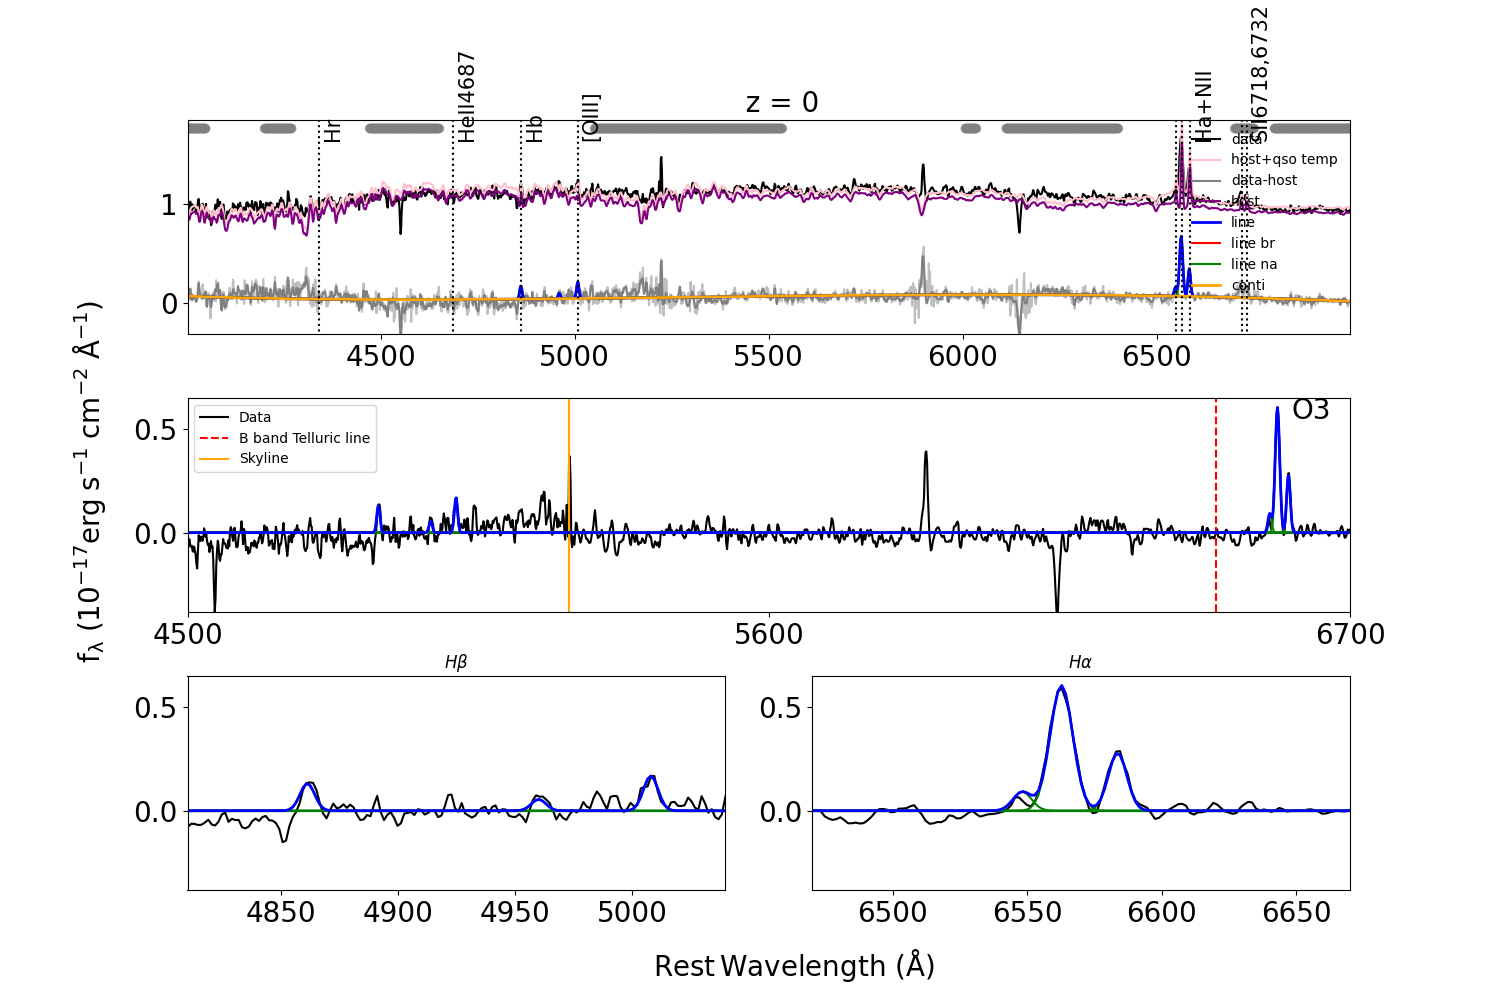 z = 0
Hr
HeII4687
Hb
[OIII]
Ha+NII
SII6718,6732
data
host+qso temp
data-host
host
line
line br
line na
conti
1
0
4500
5000
5500
6000
6500
Data
B band Telluric line
Skyline
O3
0.5
0.0
4500
5600
6700
fλ (10⁻¹⁷erg s⁻¹ cm⁻² Å⁻¹)
Hβ
0.5
0.0
4850
4900
4950
5000
Hα
0.5
0.0
6500
6550
6600
6650
Rest Wavelength (Å)